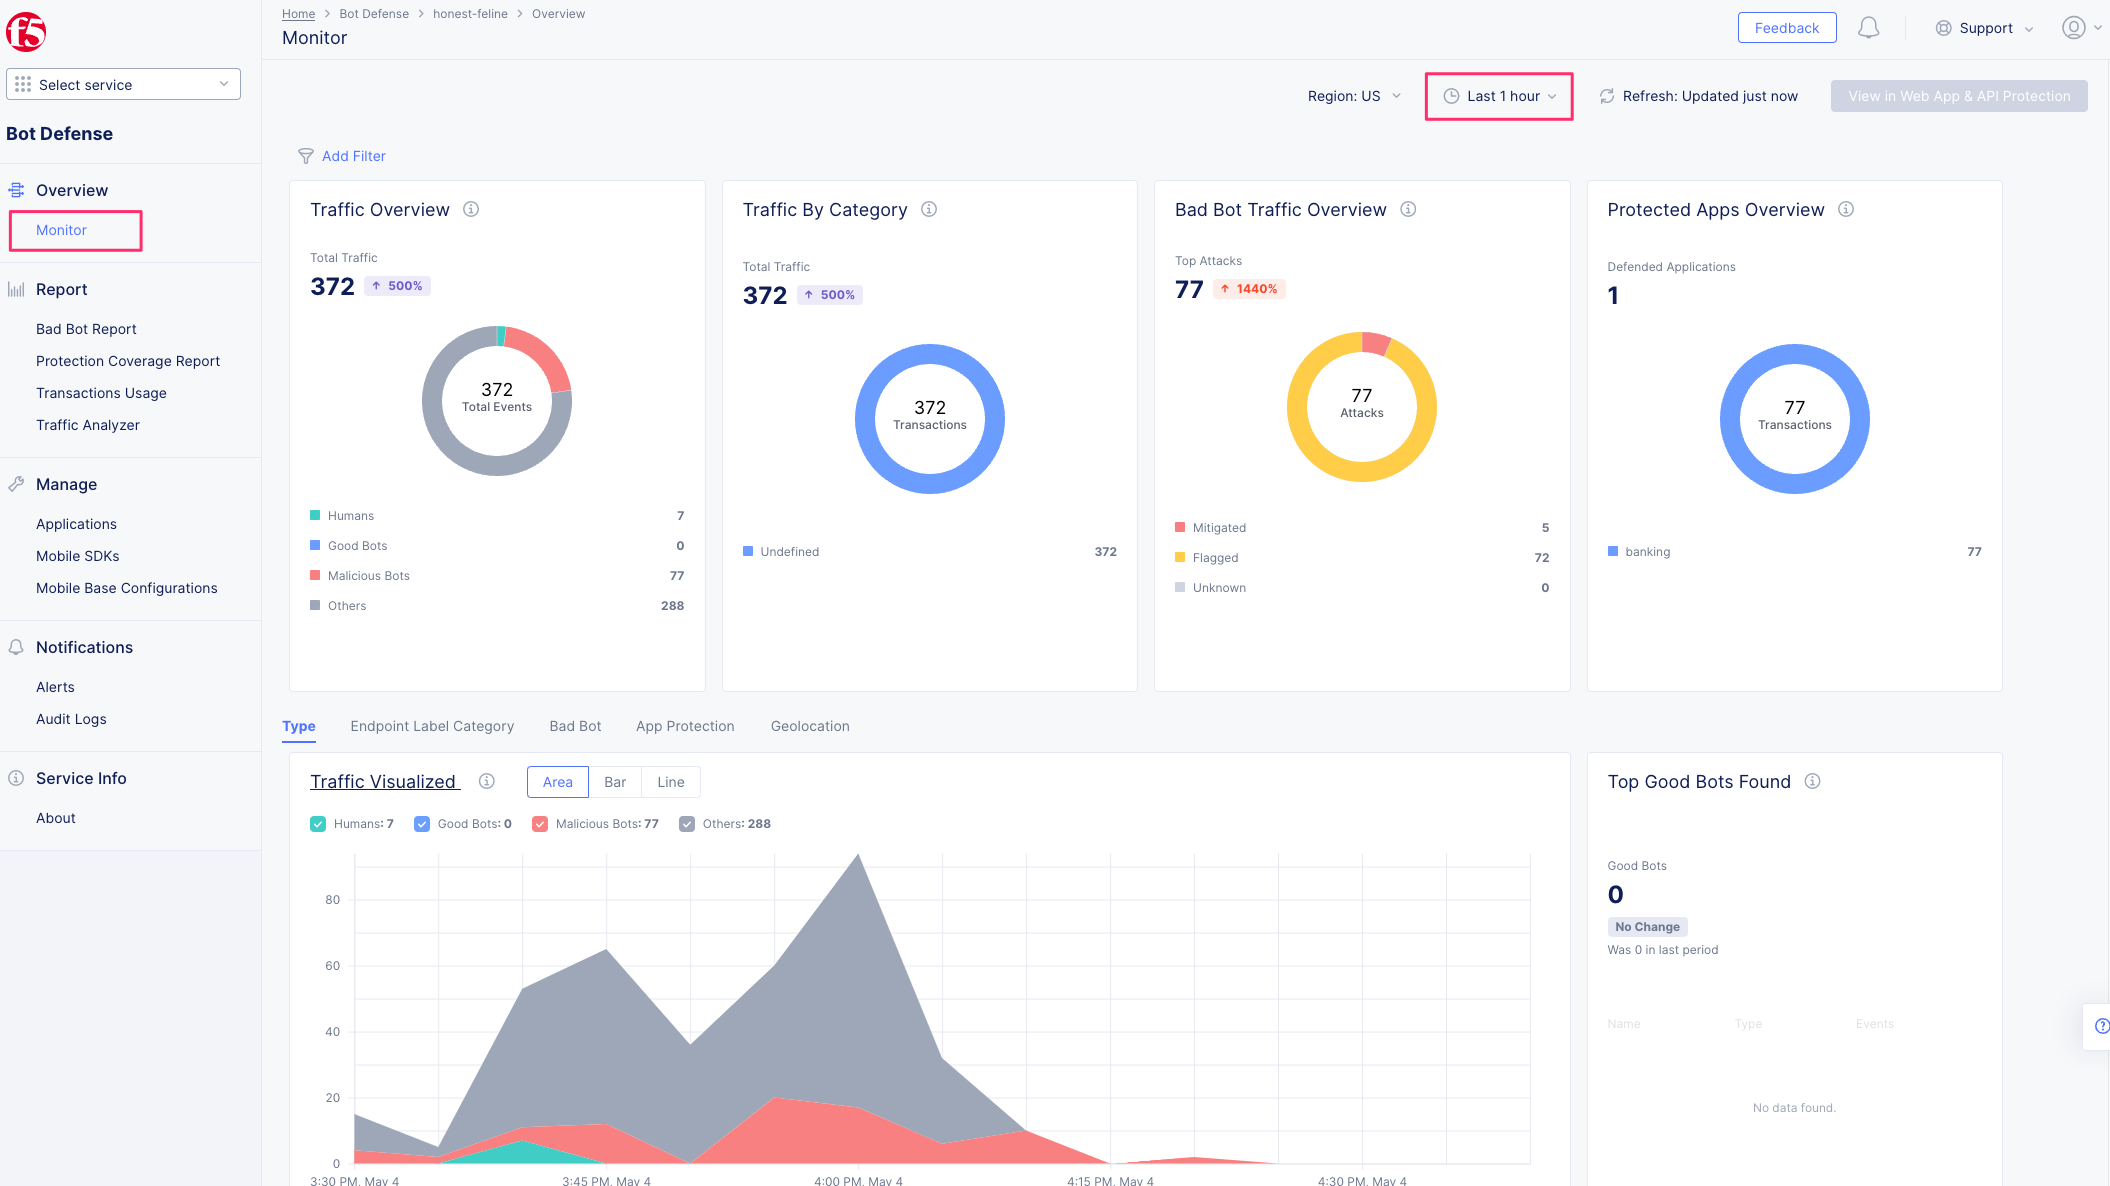 f5
Home > Bot Defense > honest-feline > Overview
Monitor
Feedback
Support
Select service
Bot Defense
Overview
Monitor
Report
Bad Bot Report
Protection Coverage Report
Transactions Usage
Traffic Analyzer
Manage
Applications
Mobile SDKs
Mobile Base Configurations
Notifications
Alerts
Audit Logs
Service Info
About
Region: US
Last 1 hour
Refresh: Updated just now
View in Web App & API Protection
Add Filter
Traffic Overview
Total Traffic
372 ↑ 500%
372
Total Events
Humans 7
Good Bots 0
Malicious Bots 77
Others 288
Traffic By Category
Total Traffic
372 ↑ 500%
372
Transactions
Undefined 372
Bad Bot Traffic Overview
Top Attacks
77 ↑ 1440%
77
Attacks
Mitigated 5
Flagged 72
Unknown 0
Protected Apps Overview
Defended Applications
1
77
Transactions
banking 77
Type Endpoint Label Category Bad Bot App Protection Geolocation
Traffic Visualized
Area Bar Line
Humans: 7 Good Bots: 0 Malicious Bots: 77 Others: 288
80
60
40
20
0
3:30 PM, May 4 3:45 PM, May 4 4:00 PM, May 4 4:15 PM, May 4 4:30 PM, May 4
Top Good Bots Found
Good Bots
0
No Change
Was 0 in last period
Name Type Events
No data found.